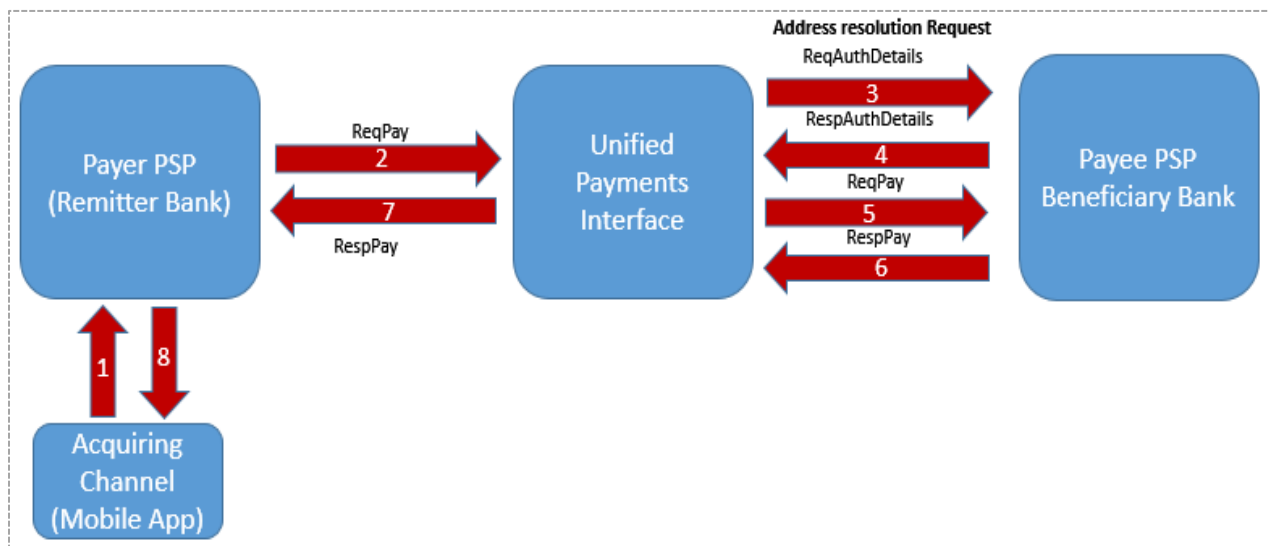 Address resolution Request
ReqAuthDetails
3
RespAuthDetails
4
ReqPay
5
RespPay
6
Payer PSP
(Remitter Bank)
ReqPay
2
7
RespPay
Unified
Payments
Interface
Payee PSP
Beneficiary Bank
1
8
Acquiring
Channel
(Mobile App)